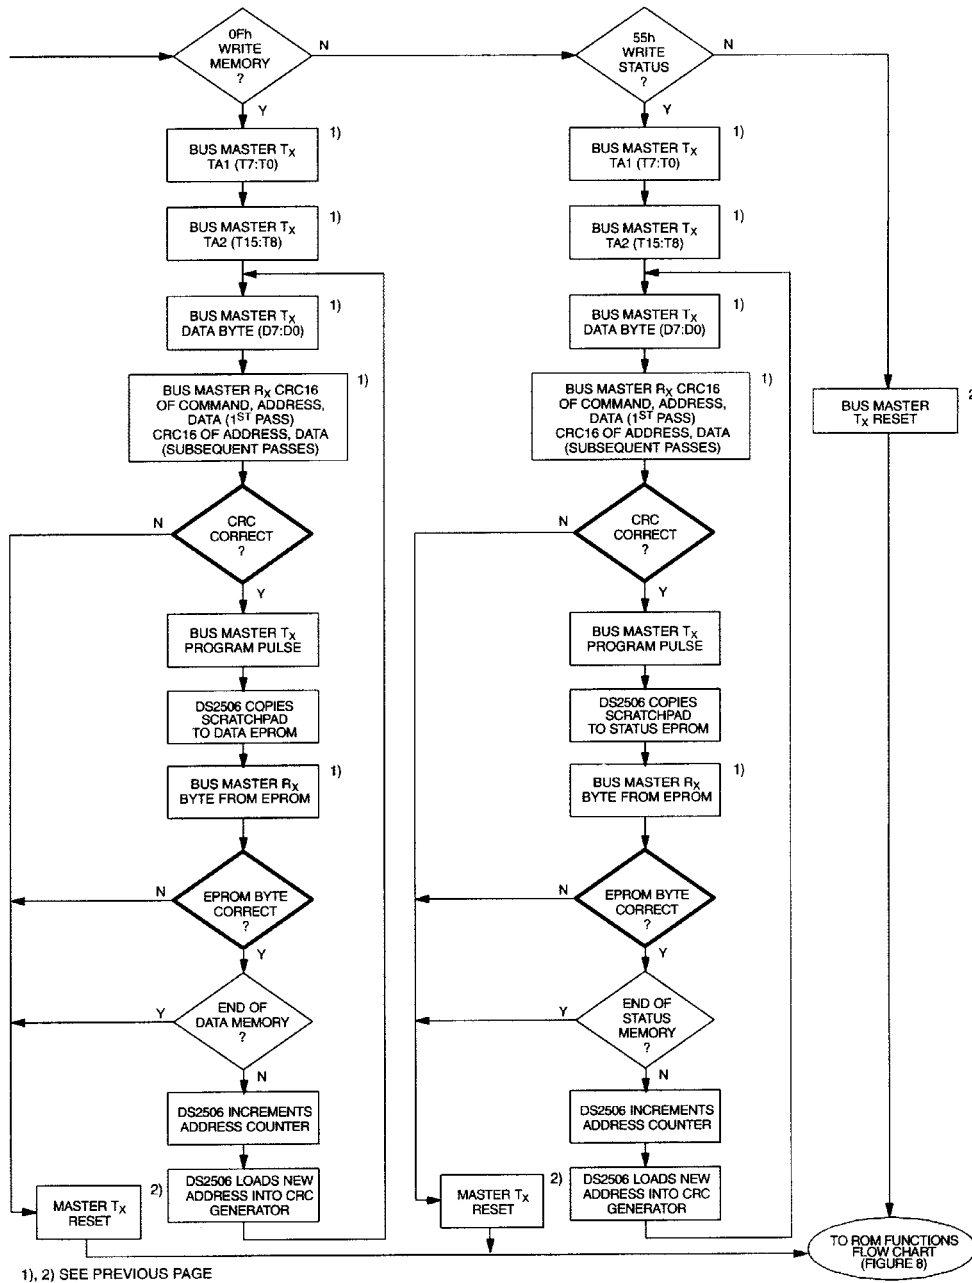 0Fh
WRITE
MEMORY
?
N
Y
1)
BUS MASTER TX
TA1 (T7:T0)
1)
BUS MASTER TX
TA2 (T15:T8)
1)
BUS MASTER TX
DATA BYTE (D7:D0)
1)
BUS MASTER RX CRC16
OF COMMAND, ADDRESS,
DATA (1ST PASS)
CRC16 OF ADDRESS, DATA
(SUBSEQUENT PASSES)
CRC
CORRECT
?
N
Y
BUS MASTER TX
PROGRAM PULSE
DS2506 COPIES
SCRATCHPAD
TO DATA EPROM
1)
BUS MASTER RX
BYTE FROM EPROM
EPROM BYTE
CORRECT
?
N
Y
END OF
DATA MEMORY
?
Y
N
DS2506 INCREMENTS
ADDRESS COUNTER
DS2506 LOADS NEW
ADDRESS INTO CRC
GENERATOR
2)
MASTER TX
RESET
55h
WRITE
STATUS
?
N
Y
1)
BUS MASTER TX
TA1 (T7:T0)
1)
BUS MASTER TX
TA2 (T15:T8)
1)
BUS MASTER TX
DATA BYTE (D7:D0)
1)
BUS MASTER RX CRC16
OF COMMAND, ADDRESS,
DATA (1ST PASS)
CRC16 OF ADDRESS, DATA
(SUBSEQUENT PASSES)
CRC
CORRECT
?
N
Y
BUS MASTER TX
PROGRAM PULSE
DS2506 COPIES
SCRATCHPAD
TO STATUS EPROM
1)
BUS MASTER RX
BYTE FROM EPROM
EPROM BYTE
CORRECT
?
N
Y
END OF
STATUS
MEMORY
?
Y
N
DS2506 INCREMENTS
ADDRESS COUNTER
DS2506 LOADS NEW
ADDRESS INTO CRC
GENERATOR
2)
MASTER TX
RESET
BUS MASTER
TX RESET
TO ROM FUNCTIONS
FLOW CHART
(FIGURE 8)
1), 2) SEE PREVIOUS PAGE